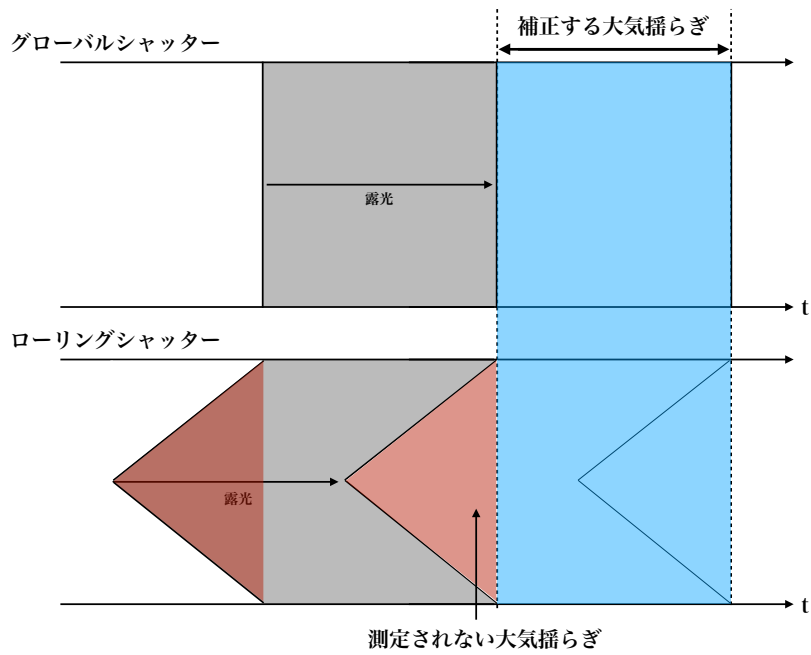 補正する大気揺らぎ
グローバルシャッター
露光
t
ローリングシャッター
露光
t
測定されない大気揺らぎ